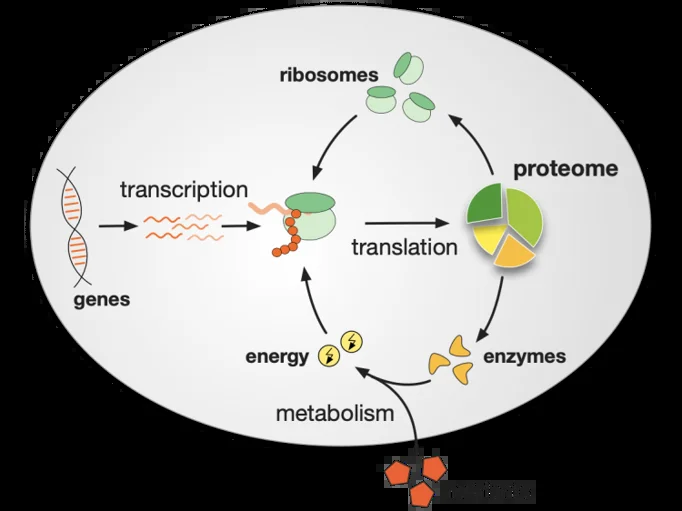 ribosomes
proteome
transcription
translation
genes
energy
enzymes
metabolism